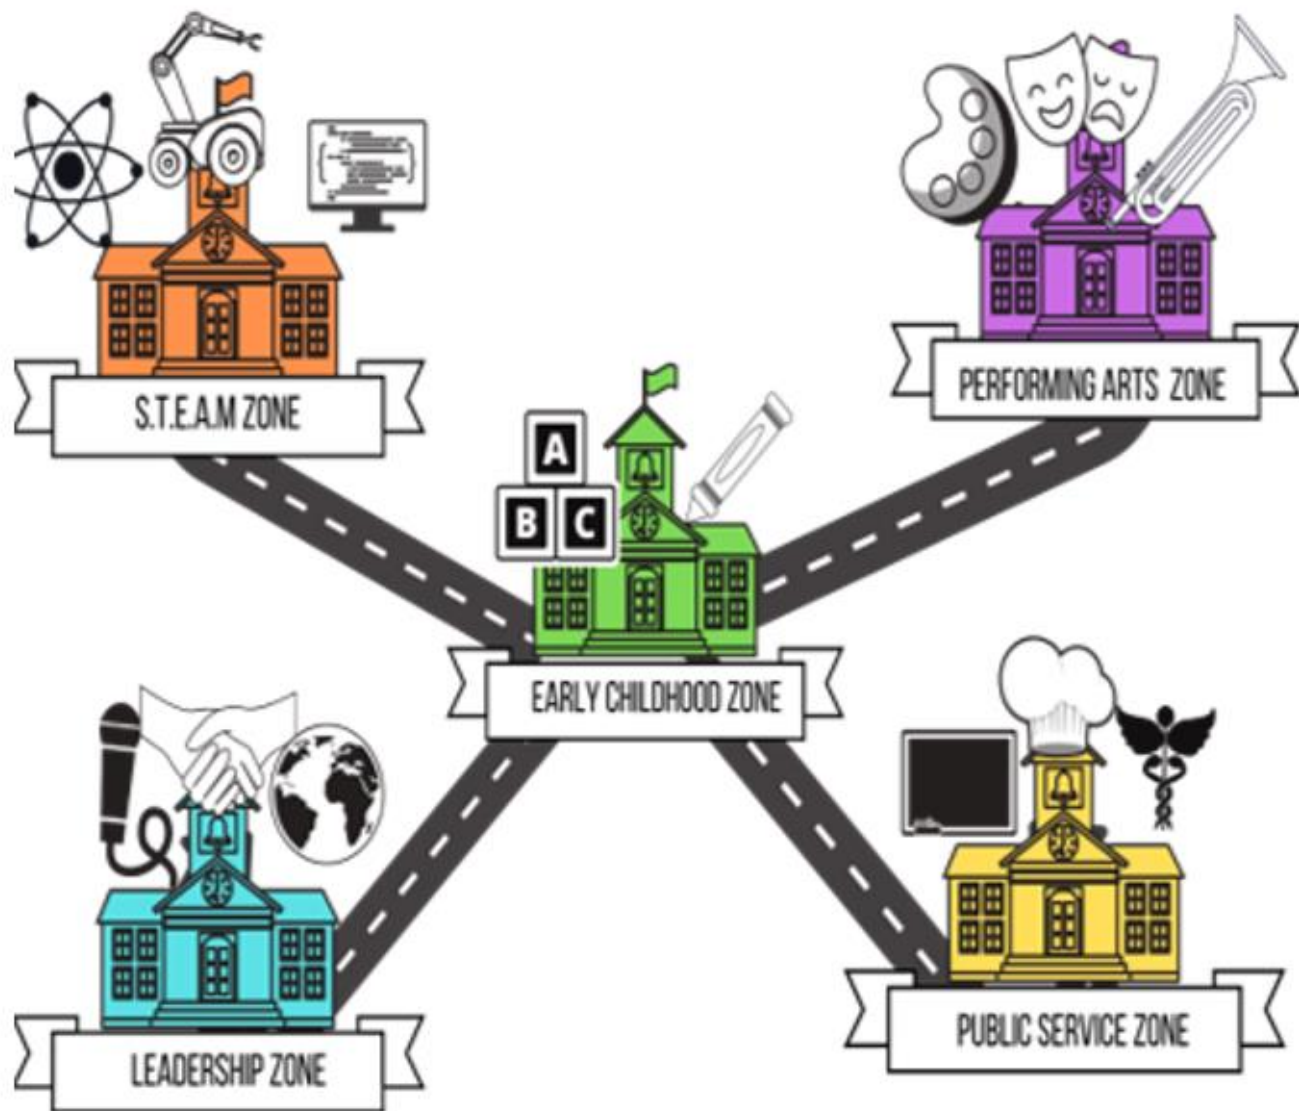 S.T.E.A.M ZONE
PERFORMING ARTS ZONE
A
B C
EARLY CHILDHOOD ZONE
LEADERSHIP ZONE
PUBLIC SERVICE ZONE